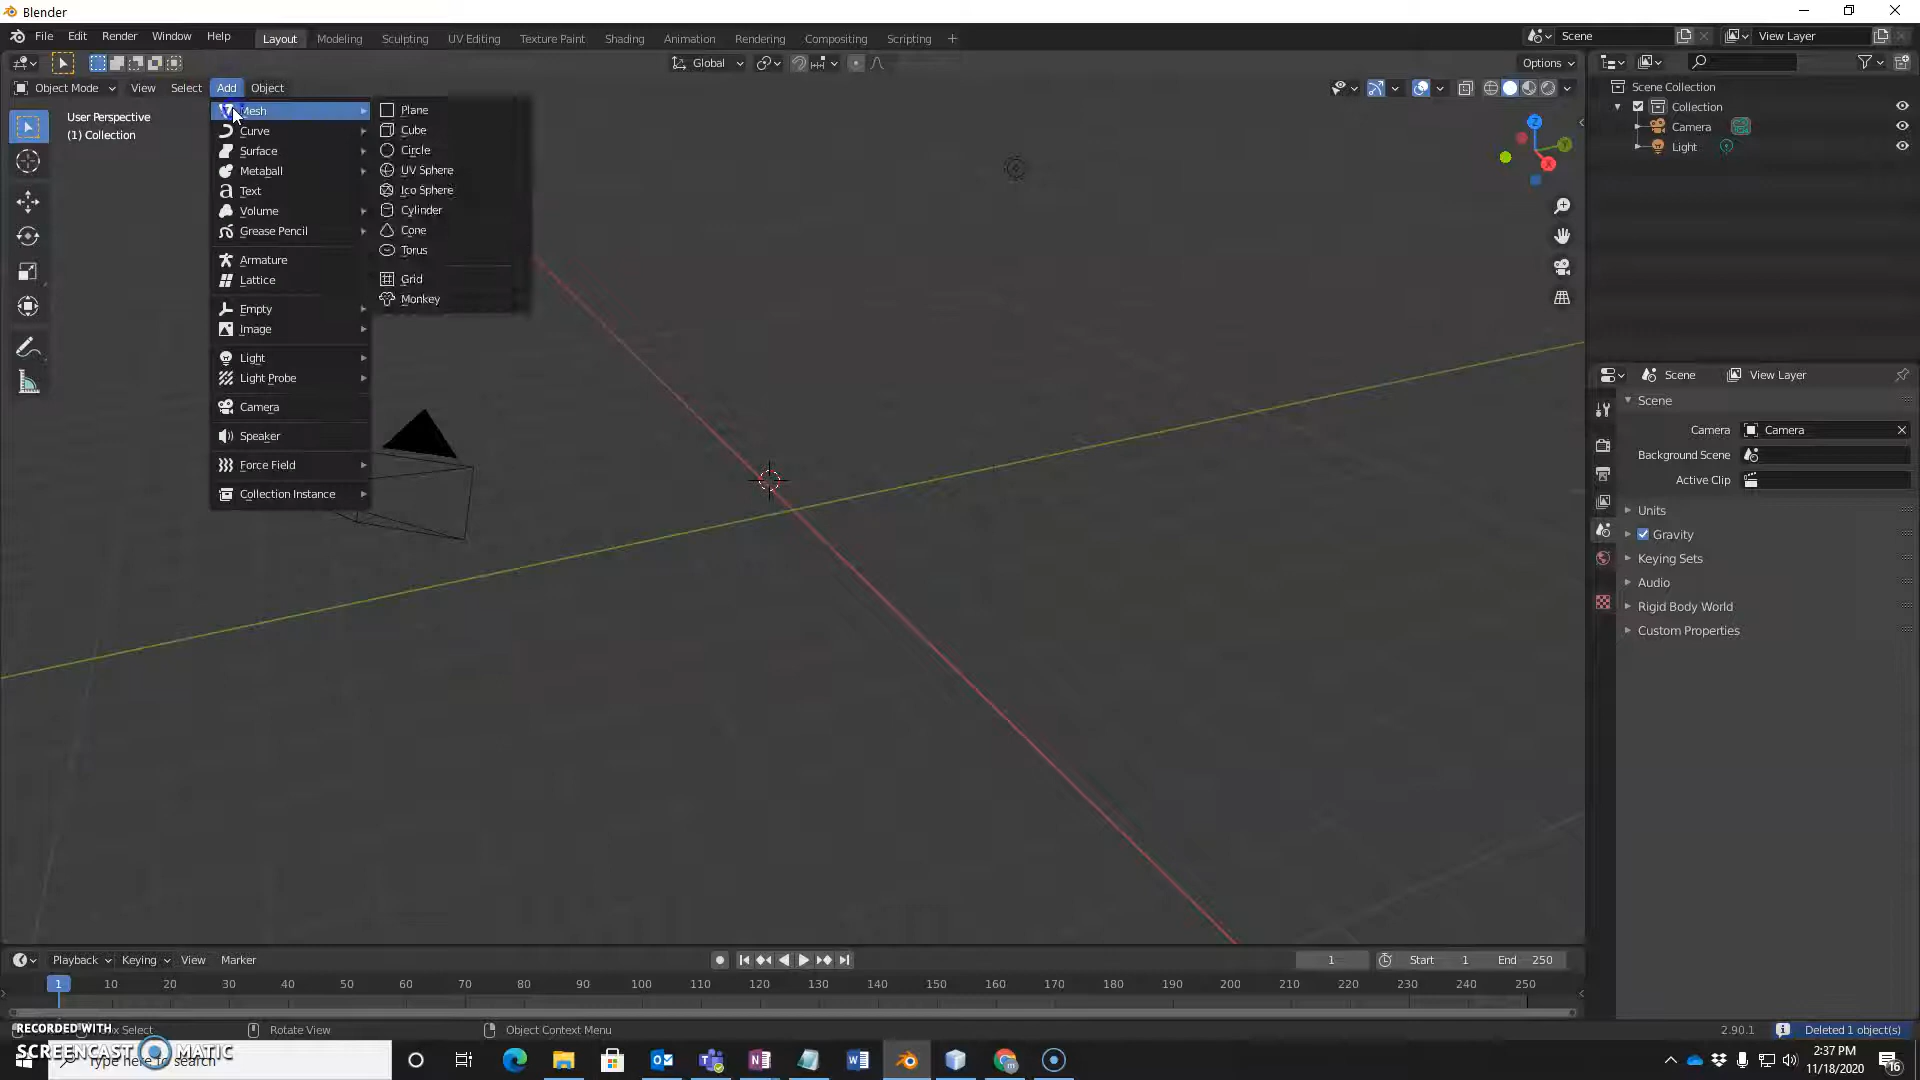 Blender
File Edit Render Window Help Layout Modeling Sculpting UV Editing Texture Paint Shading Animation Rendering Compositing Scripting + Scene View Layer
Global Options
Object Mode View Select Add Object
User Perspective
(1) Collection
Mesh
Curve
Surface
Metaball
Text
Volume
Grease Pencil
Armature
Lattice
Empty
Image
Light
Light Probe
Camera
Speaker
Force Field
Collection Instance
Plane
Cube
Circle
UV Sphere
Ico Sphere
Cylinder
Cone
Torus
Grid
Monkey
Z
Y
X
Scene Collection
Collection
Camera
Light
Scene View Layer
Scene
Camera Camera
Background Scene
Active Clip
Units
Gravity
Keying Sets
Audio
Rigid Body World
Custom Properties
Playback Keying View Marker 1 Start 1 End 250
1 10 20 30 40 50 60 70 80 90 100 110 120 130 140 150 160 170 180 190 200 210 220 230 240 250
RECORDED WITH
SCREENCAST MATIC
Select Rotate View Object Context Menu 2.90.1 Deleted 1 object(s)
Type here to search
2:37 PM
11/18/2020
16